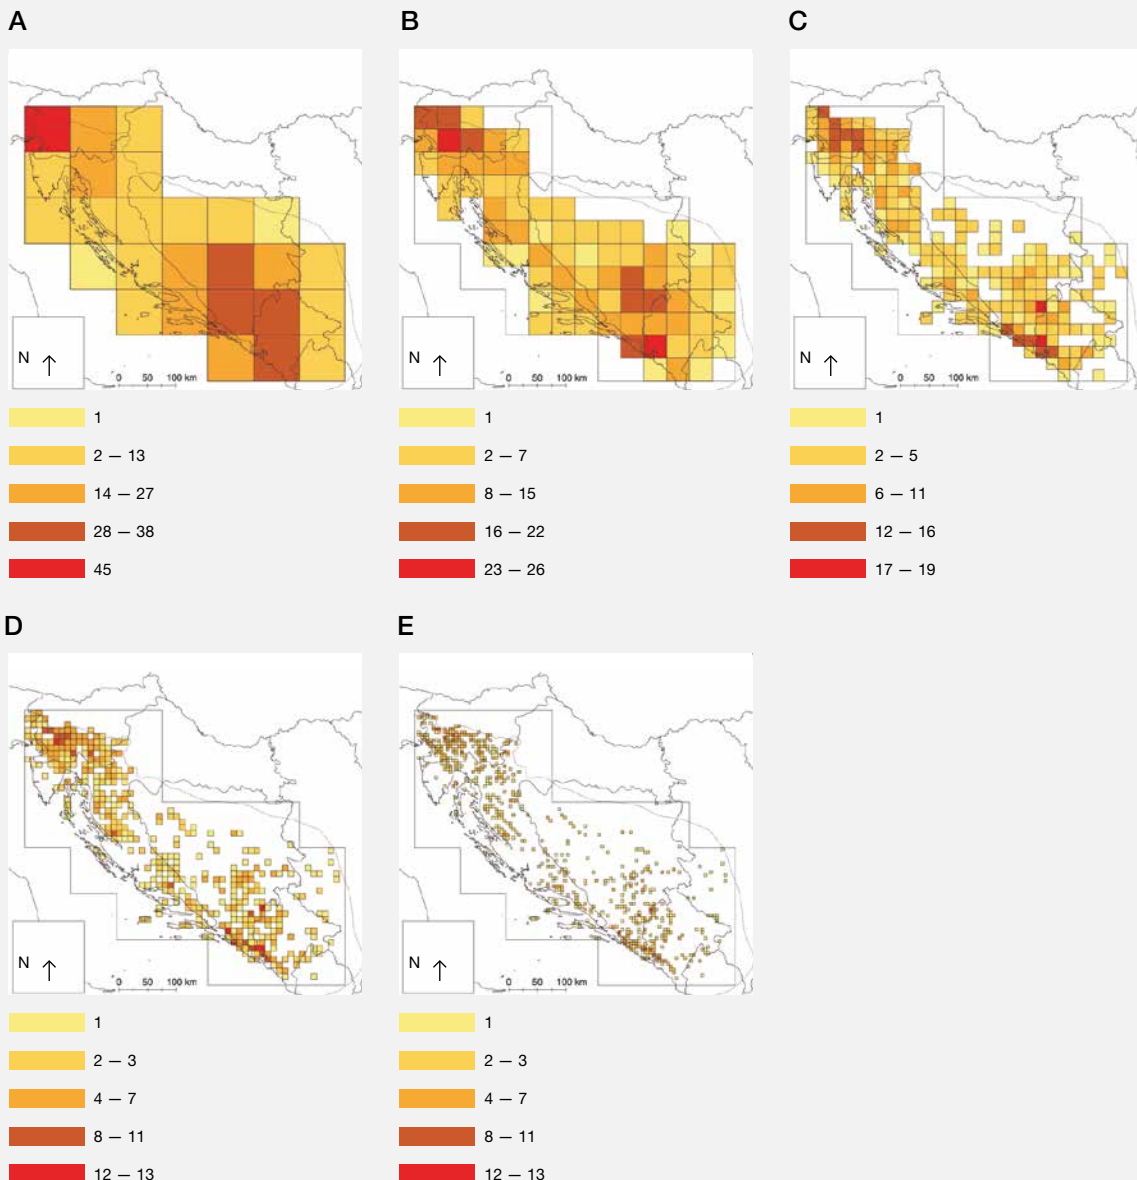 A
B
C
N
0 50 100 km
N
0 50 100 km
N
0 50 100 km
1
2 — 13
14 — 27
28 — 38
45
1
2 — 7
8 — 15
16 — 22
23 — 26
1
2 — 5
6 — 11
12 — 16
17 — 19
D
E
N
0 50 100 km
N
0 50 100 km
1
2 — 3
4 — 7
8 — 11
12 — 13
1
2 — 3
4 — 7
8 — 11
12 — 13